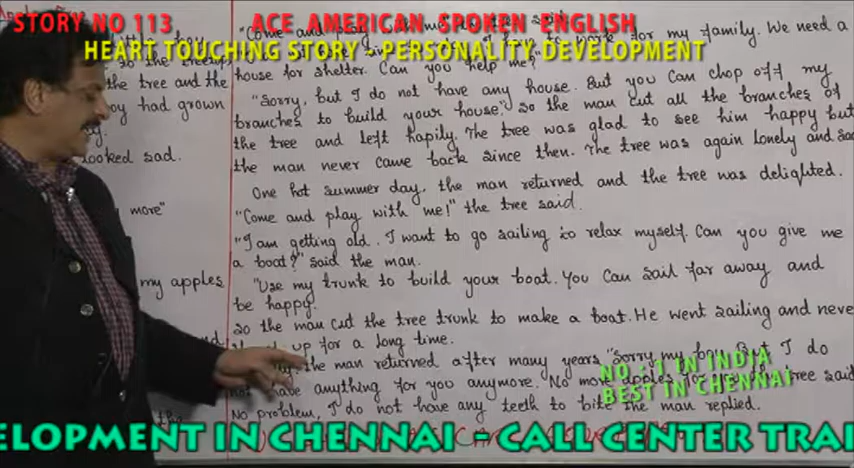 STORY NO 113 ACE AMERICAN SPOKEN ENGLISH
HEART TOUCHING STORY - PERSONALITY DEVELOPMENT
the tree and the
boy had grown
looked sad.
more"
my apples
"Come and play
for my family. We need a
house for shelter. Can you help me?"
"Sorry, but I do not have any house. But you can chop off my
branches to build your house." So the man cut all the branches of
the tree and left hapily. The tree was glad to see him happy but
the man never came back since then. The tree was again lonely and
One hot summer day, the man returned and the tree was delighted.
"Come and play with me!" the tree said.
"I am getting old. I want to go sailing to relax myself. Can you give me
a boat?" said the man.
"Use my trunk to build your boat. You can sail far away and
be happy.
So the man cut the tree trunk to make a boat. He went sailing and neve
up for a long time.
the man returned after many years "Sorry, my boy. But I do
have anything for you anymore. No more apples for you the tree said
No problem, I do not have any teeth to bite the man replied.
NO : 1 IN INDIA
BEST IN CHENNAI
ELOPMENT IN CHENNAI - CALL CENTER TRAI